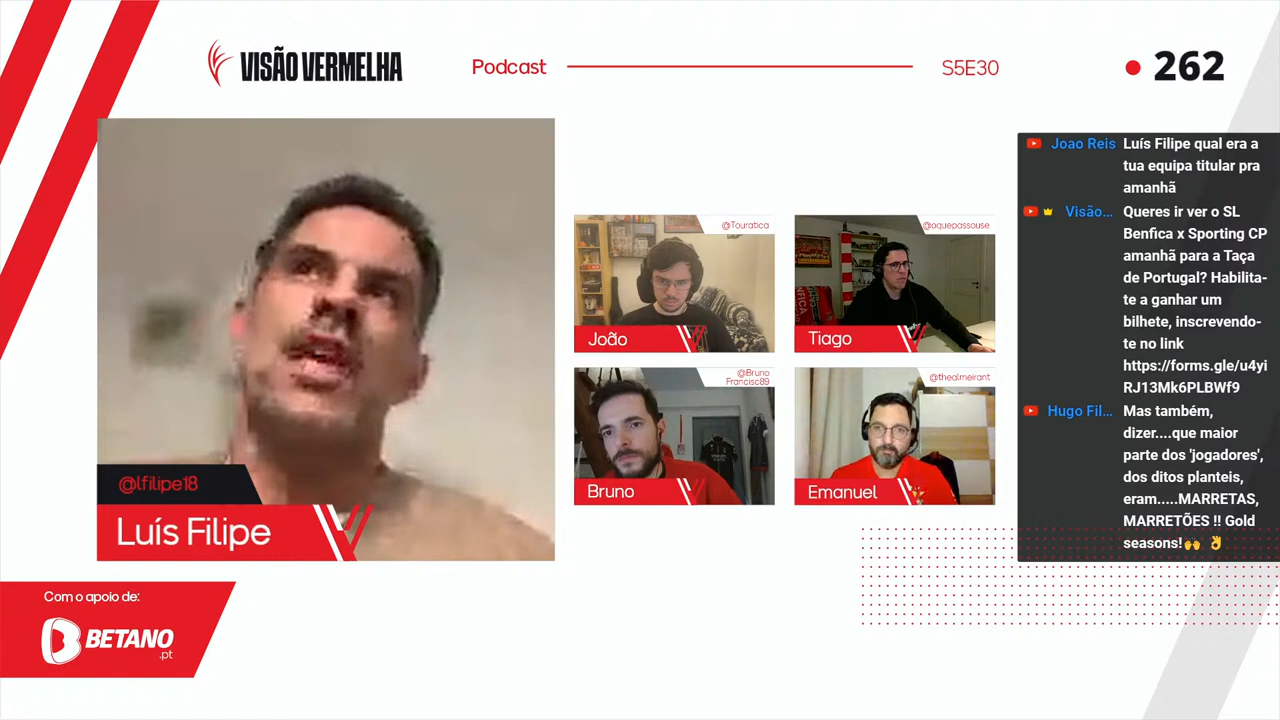 VISÃO VERMELHA
Podcast
S5E30
262
@lfilipe18
Luís Filipe
@Touratica
João
@oquepassouse
Tiago
@Bruno
Francisc89
Bruno
@thealmeirant
Emanuel
Joao Reis
Luís Filipe qual era a
tua equipa titular pra
amanhã
Visão...
Queres ir ver o SL
Benfica x Sporting CP
amanhã para a Taça
de Portugal? Habilita-
te a ganhar um
bilhete, inscrevendo-
te no link
https://forms.gle/u4yi
RJ13Mk6PLBWf9
Hugo Fil...
Mas também,
dizer....que maior
parte dos 'jogadores',
dos ditos planteis,
eram.....MARRETAS,
MARRETÕES !! Gold
seasons!🙌 👌
Com o apoio de:
BETANO
.pt